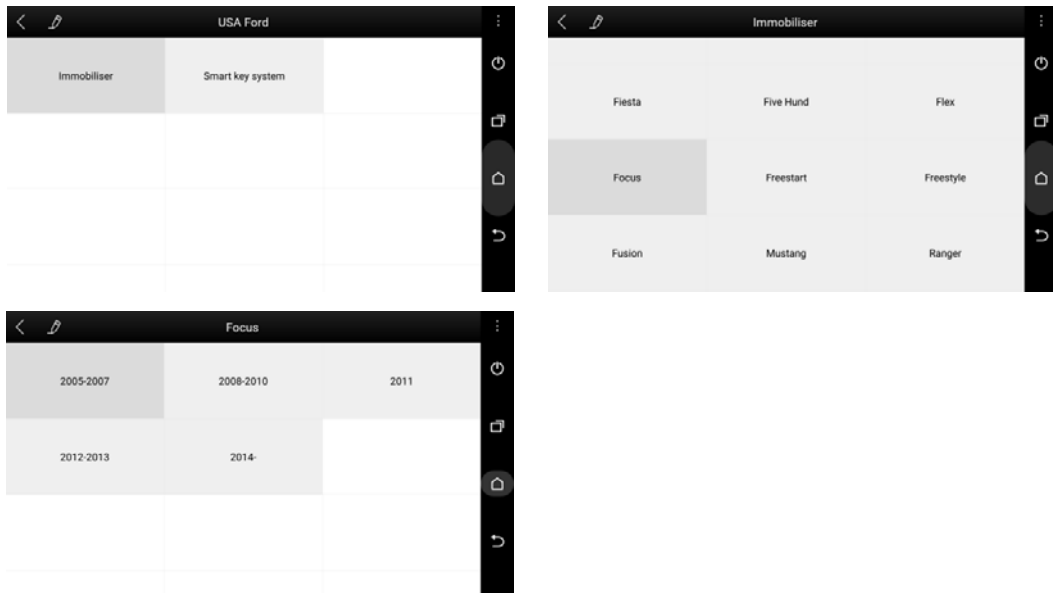 USA Ford
Immobiliser Smart key system
Immobiliser
Fiesta Five Hund Flex
Focus Freestart Freestyle
Fusion Mustang Ranger
Focus
2005-2007 2008-2010 2011
2012-2013 2014-